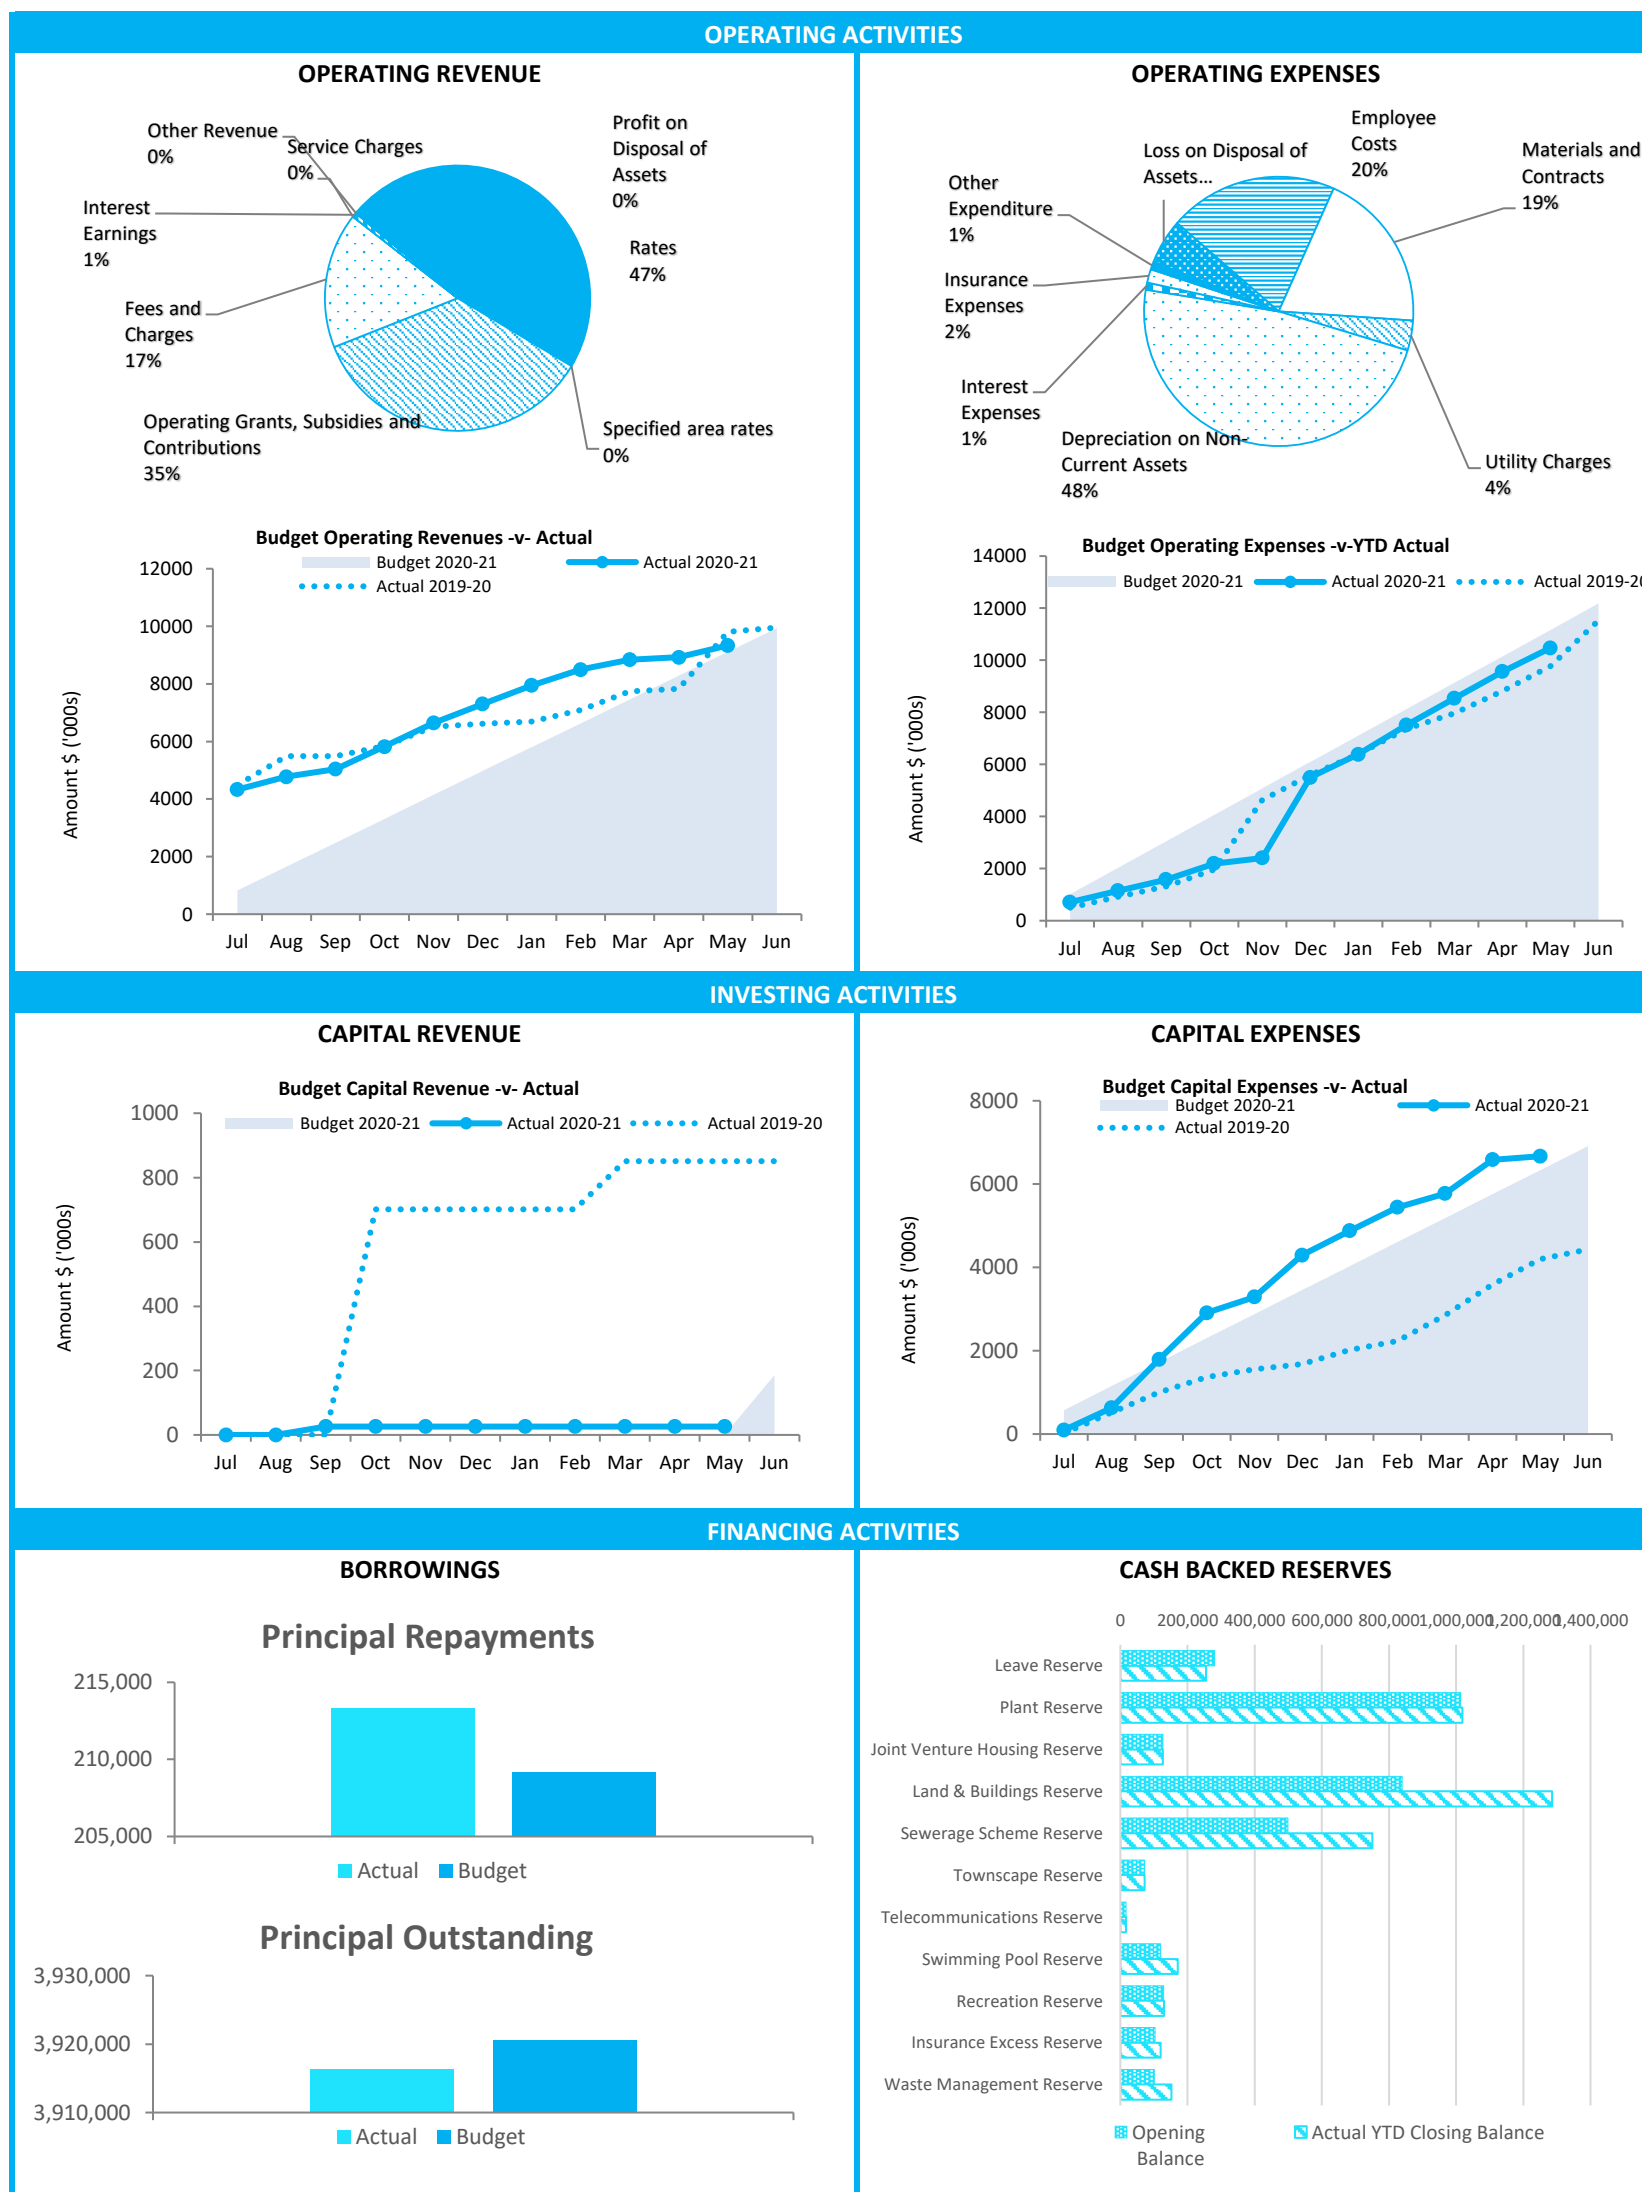 OPERATING ACTIVITIES
OPERATING REVENUE
Other Revenue
0%
Service Charges
0%
Profit on
Disposal of
Assets
0%
Interest
Earnings
1%
Rates
47%
Fees and
Charges
17%
Operating Grants, Subsidies and
Contributions
35%
Specified area rates
0%
OPERATING EXPENSES
Employee
Costs
20%
Loss on Disposal of
Assets...
Materials and
Contracts
19%
Other
Expenditure
1%
Insurance
Expenses
2%
Interest
Expenses
1%
Depreciation on Non-
Current Assets
48%
Utility Charges
4%
Budget Operating Revenues -v- Actual
Budget 2020-21
Actual 2020-21
Actual 2019-20
12000
10000
8000
6000
4000
2000
0
Amount $ ('000s)
Jul Aug Sep Oct Nov Dec Jan Feb Mar Apr May Jun
Budget Operating Expenses -v-YTD Actual
Budget 2020-21 Actual 2020-21 Actual 2019-20
14000
12000
10000
8000
6000
4000
2000
0
Amount $ ('000s)
Jul Aug Sep Oct Nov Dec Jan Feb Mar Apr May Jun
INVESTING ACTIVITIES
CAPITAL REVENUE
Budget Capital Revenue -v- Actual
Budget 2020-21 Actual 2020-21 Actual 2019-20
1000
800
600
400
200
0
Amount $ ('000s)
Jul Aug Sep Oct Nov Dec Jan Feb Mar Apr May Jun
CAPITAL EXPENSES
Budget Capital Expenses -v- Actual
Budget 2020-21
Actual 2020-21
Actual 2019-20
8000
6000
4000
2000
0
Amount $ ('000s)
Jul Aug Sep Oct Nov Dec Jan Feb Mar Apr May Jun
FINANCING ACTIVITIES
BORROWINGS
Principal Repayments
215,000
210,000
205,000
Actual Budget
Principal Outstanding
3,930,000
3,920,000
3,910,000
Actual Budget
CASH BACKED RESERVES
0 200,000 400,000 600,000 800,000 1,000,000 1,200,000 1,400,000
Leave Reserve
Plant Reserve
Joint Venture Housing Reserve
Land & Buildings Reserve
Sewerage Scheme Reserve
Townscape Reserve
Telecommunications Reserve
Swimming Pool Reserve
Recreation Reserve
Insurance Excess Reserve
Waste Management Reserve
Opening
Balance
Actual YTD Closing Balance